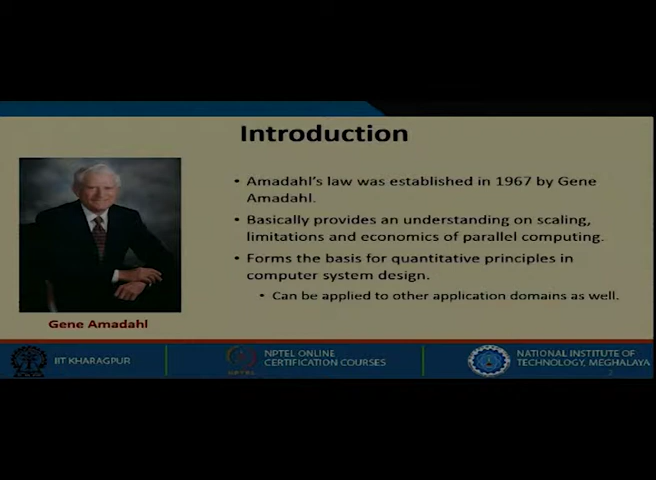 Introduction
• Amadahl's law was established in 1967 by Gene
Amadahl.
• Basically provides an understanding on scaling,
limitations and economics of parallel computing.
• Forms the basis for quantitative principles in
computer system design.
• Can be applied to other application domains as well.
Gene Amadahl
IIT KHARAGPUR
NPTEL
NPTEL ONLINE
CERTIFICATION COURSES
NATIONAL INSTITUTE OF
TECHNOLOGY, MEGHALAYA
2